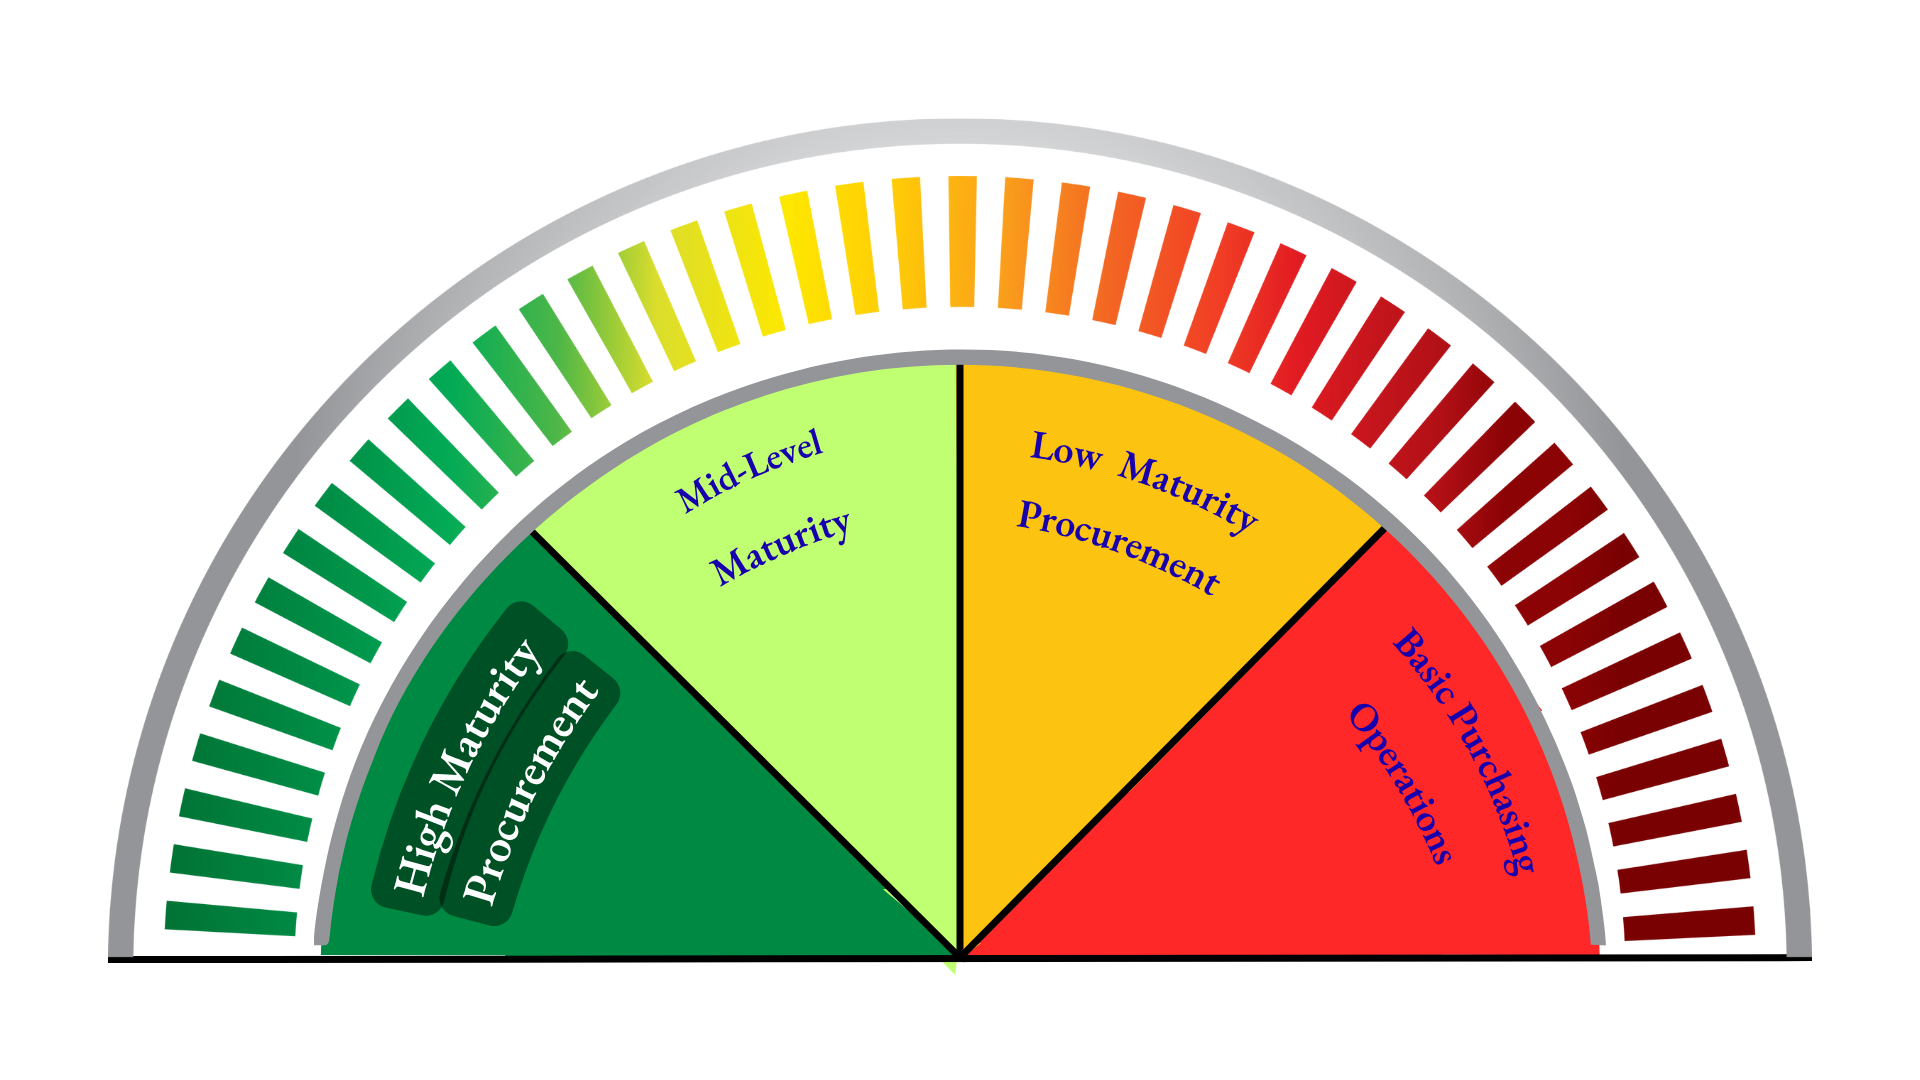 High Maturity
Procurement
Mid-Level
Maturity
Low Maturity
Procurement
Basic Purchasing
Operations